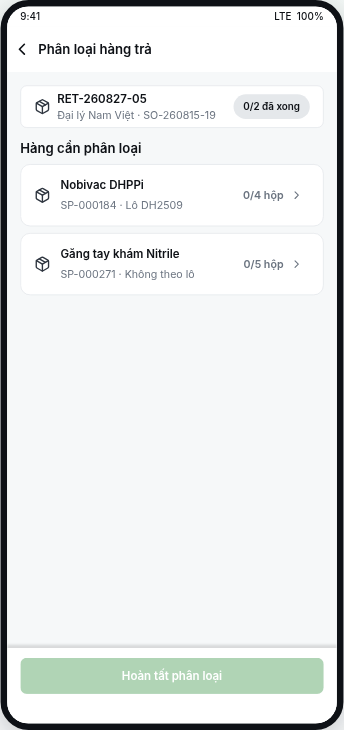 9:41 LTE 100%
Phân loại hàng trả
RET-260827-05
Đại lý Nam Việt · SO-260815-19
0/2 đã xong
Hàng cần phân loại
Nobivac DHPPi
SP-000184 · Lô DH2509
0/4 hộp
Găng tay khám Nitrile
SP-000271 · Không theo lô
0/5 hộp
Hoàn tất phân loại